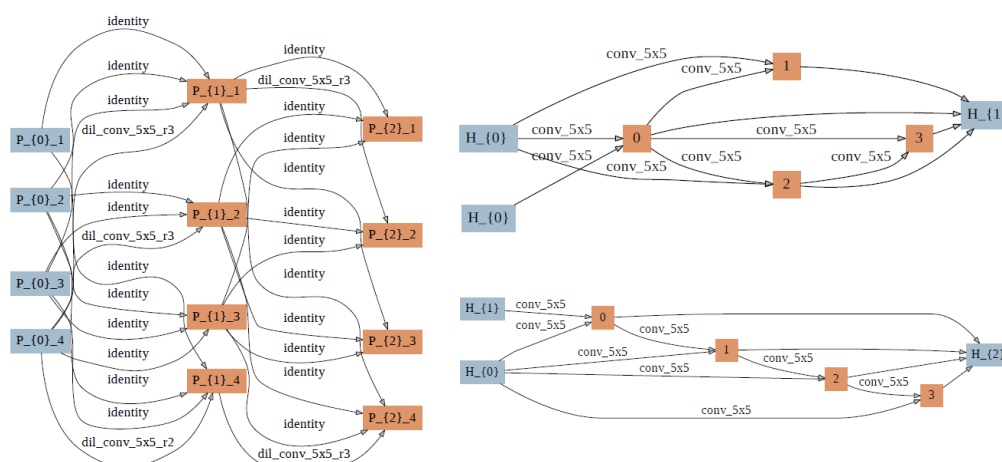 identity
identity
identity
dil_conv_5x5_r3
P_{1}_1
identity
identity
dil_conv_5x5_r3
P_{2}_1
P_{0}_1
identity
identity
P_{0}_2
identity
P_{1}_2
identity
P_{2}_2
dil_conv_5x5_r3
identity
identity
identity
P_{0}_3
identity
P_{1}_3
identity
identity
P_{0}_4
P_{2}_3
identity
identity
P_{1}_4
identity
identity
P_{2}_4
identity
dil_conv_5x5_r2
dil_conv_5x5_r3
conv_5x5
1
conv_5x5
H_{1
conv_5x5
conv_5x5
H_{0}
0
3
conv_5x5
conv_5x5
conv_5x5
2
H_{0}
H_{1}
conv_5x5
0
conv_5x5
conv_5x5
1
H_{2}
conv_5x5
conv_5x5
H_{0}
conv_5x5
2
conv_5x5
3
conv_5x5